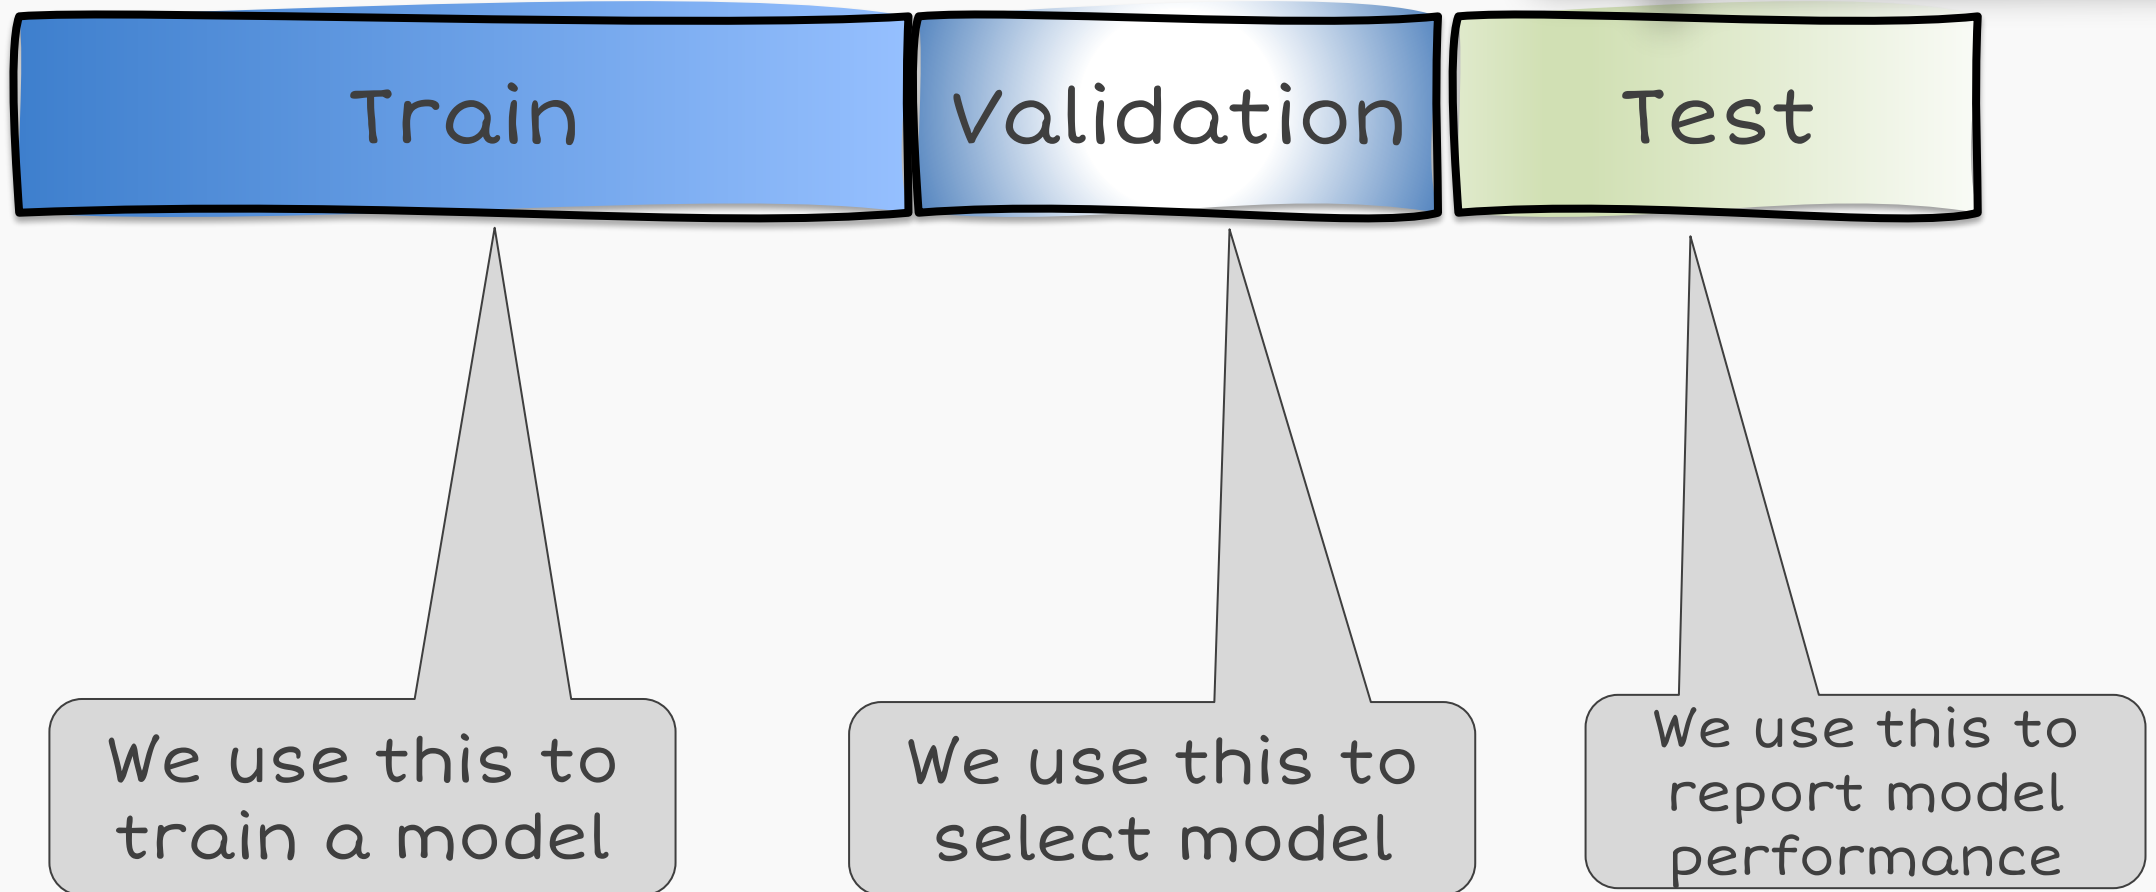 Train
Validation
Test
We use this to
train a model
We use this to
select model
We use this to
report model
performance